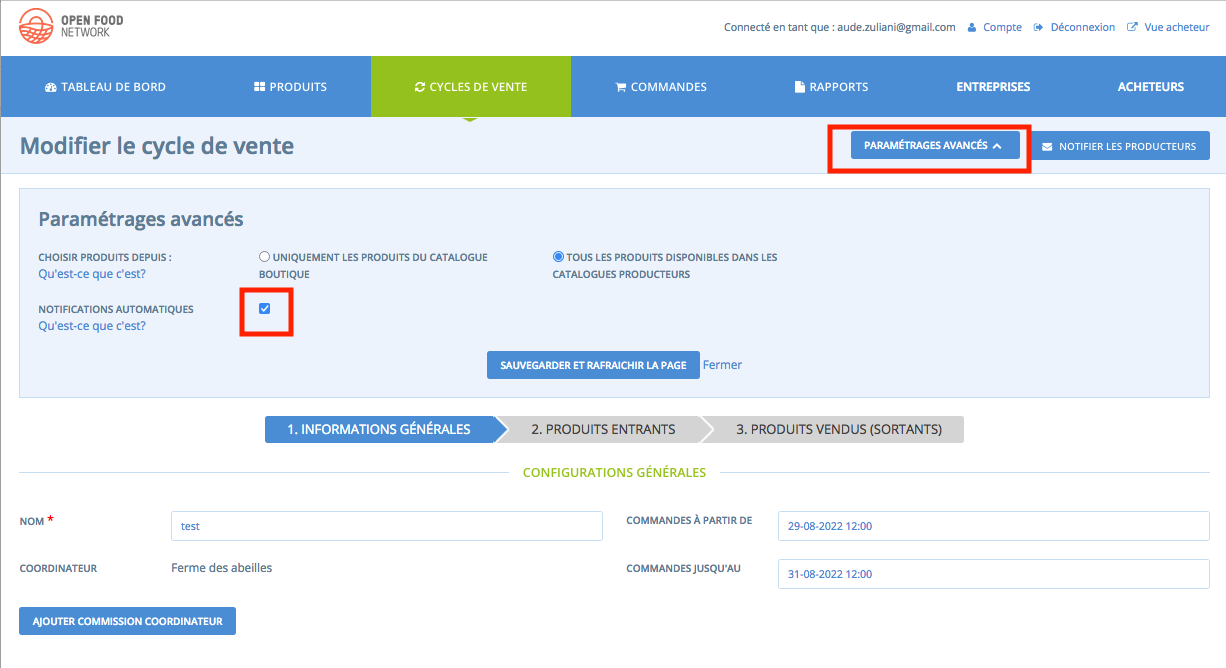 OPEN FOOD
NETWORK
Connecté en tant que : aude.zuliani@gmail.com Compte Déconnexion Vue acheteur
TABLEAU DE BORD PRODUITS CYCLES DE VENTE COMMANDES RAPPORTS ENTREPRISES ACHETEURS
Modifier le cycle de vente PARAMÉTRAGES AVANCÉS NOTIFIER LES PRODUCTEURS
Paramétrages avancés
CHOISIR PRODUITS DEPUIS :
Qu'est-ce que c'est?
UNIQUEMENT LES PRODUITS DU CATALOGUE
BOUTIQUE
TOUS LES PRODUITS DISPONIBLES DANS LES
CATALOGUES PRODUCTEURS
NOTIFICATIONS AUTOMATIQUES
Qu'est-ce que c'est?
SAUVEGARDER ET RAFRAICHIR LA PAGE Fermer
1. INFORMATIONS GÉNÉRALES 2. PRODUITS ENTRANTS 3. PRODUITS VENDUS (SORTANTS)
CONFIGURATIONS GÉNÉRALES
NOM * test COMMANDES À PARTIR DE 29-08-2022 12:00
COORDINATEUR Ferme des abeilles COMMANDES JUSQU'AU 31-08-2022 12:00
AJOUTER COMMISSION COORDINATEUR